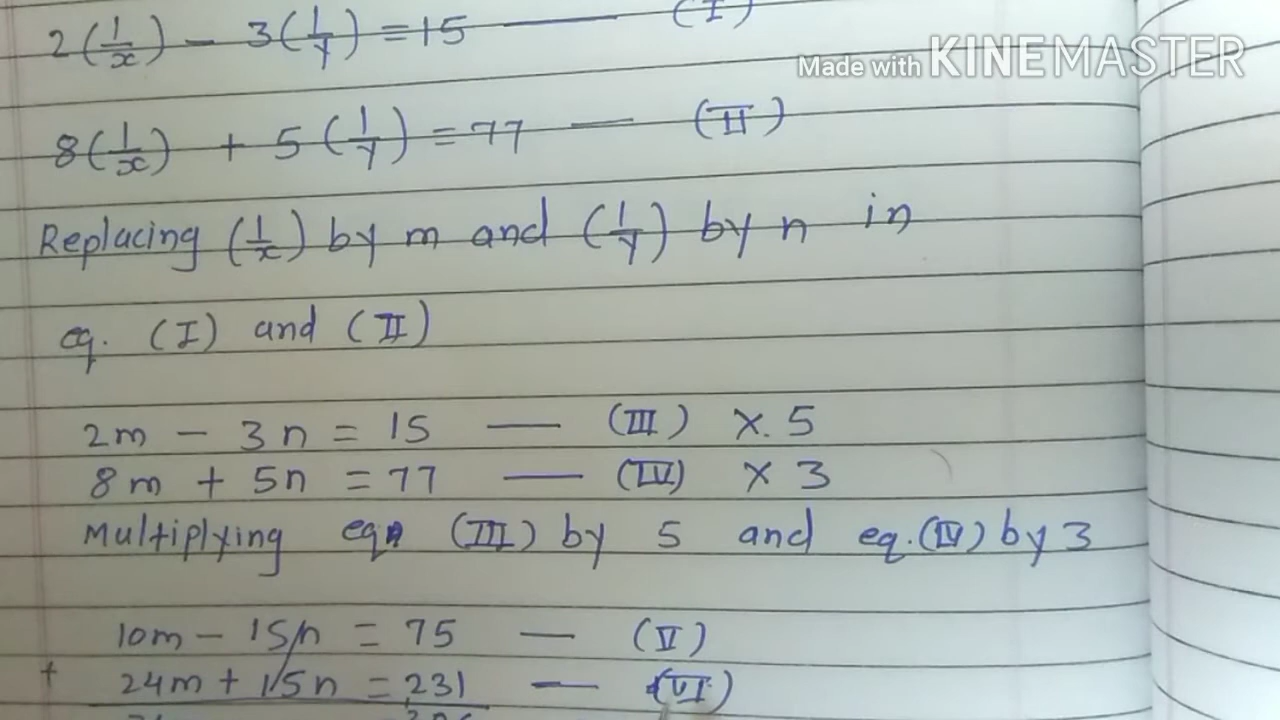 2(1/x) - 3(1/y) = 15 — (I)
Made with KINEMASTER
8(1/x) + 5(1/y) = 77 — (II)
Replacing (1/x) by m and (1/y) by n in
eq. (I) and (II)
2m - 3n = 15 — (III) x. 5
8m + 5n = 77 — (IV) x 3
Multiplying eq (III) by 5 and eq.(IV) by 3
10m - 15n = 75 — (V)
+ 24m + 15n = 231 — (VI)